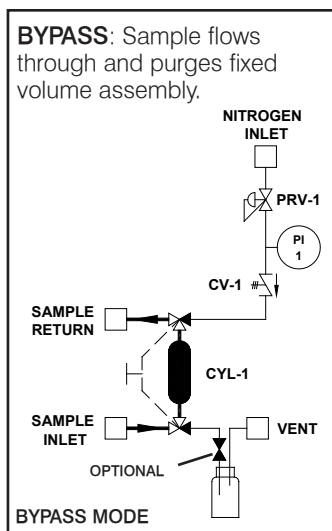 BYPASS: Sample flows
through and purges fixed
volume assembly.
NITROGEN
INLET
PRV-1
PI
1
CV-1
SAMPLE
RETURN
CYL-1
SAMPLE
INLET
VENT
OPTIONAL
BYPASS MODE